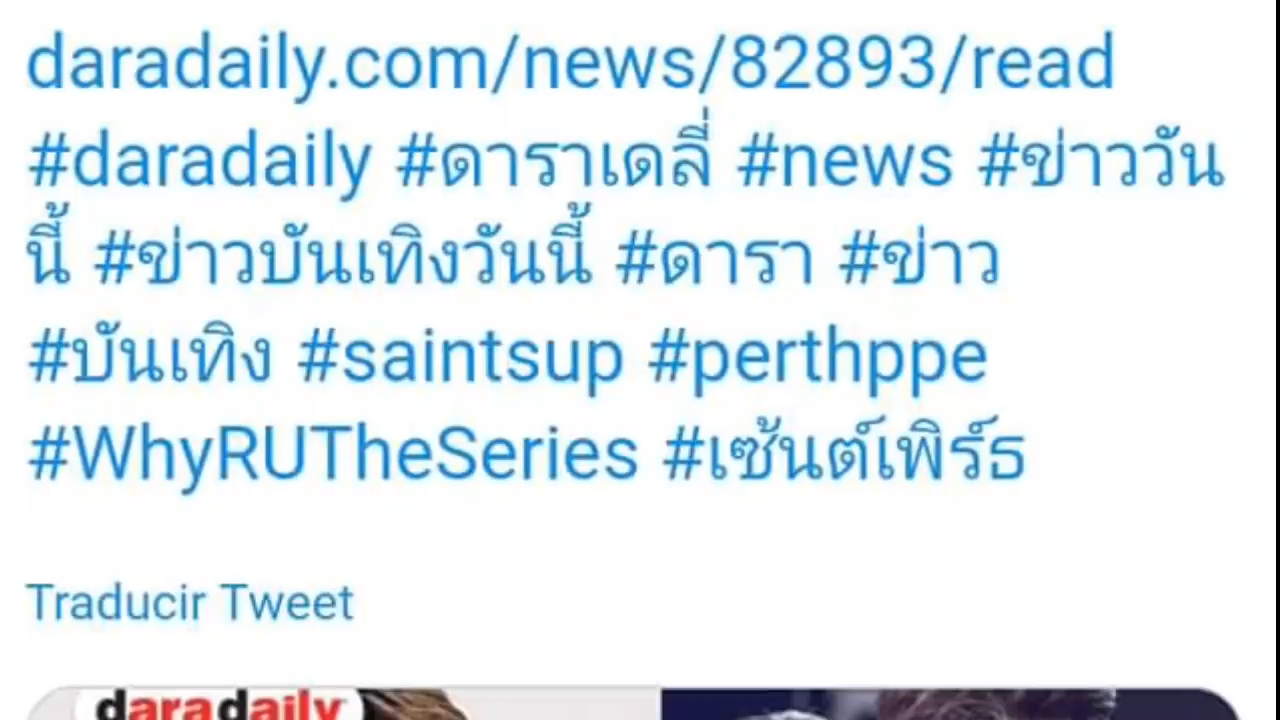 daradaily.com/news/82893/read
#daradaily #ดาราเดลี่ #news #ข่าววัน
นี้ #ข่าวบันเทิงวันนี้ #ดารา #ข่าว
#บันเทิง #saintsup #perthppe
#WhyRUTheSeries #เซ้นต์เพิร์ธ
Traducir Tweet
daradaily